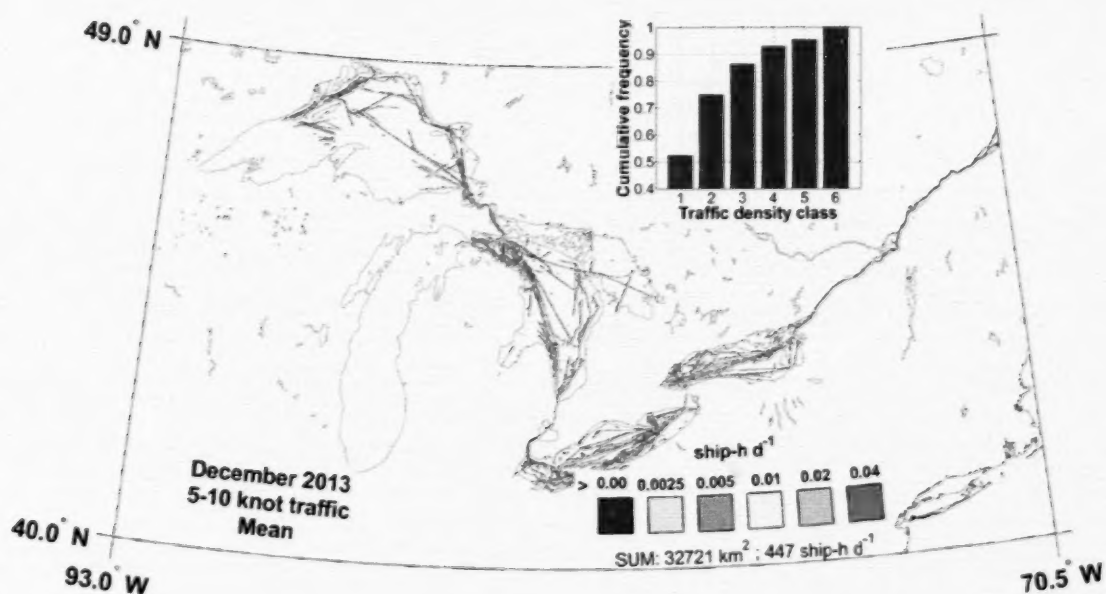 49.0° N
1
0.9
0.8
0.7
0.6
0.5
0.4
Cumulative frequency
1 2 3 4 5 6
Traffic density class
December 2013
5-10 knot traffic
Mean
ship-h d⁻¹
> 0.00 0.0025 0.005 0.01 0.02 0.04
SUM: 32721 km² ; 447 ship-h d⁻¹
40.0° N
93.0° W
70.5° W